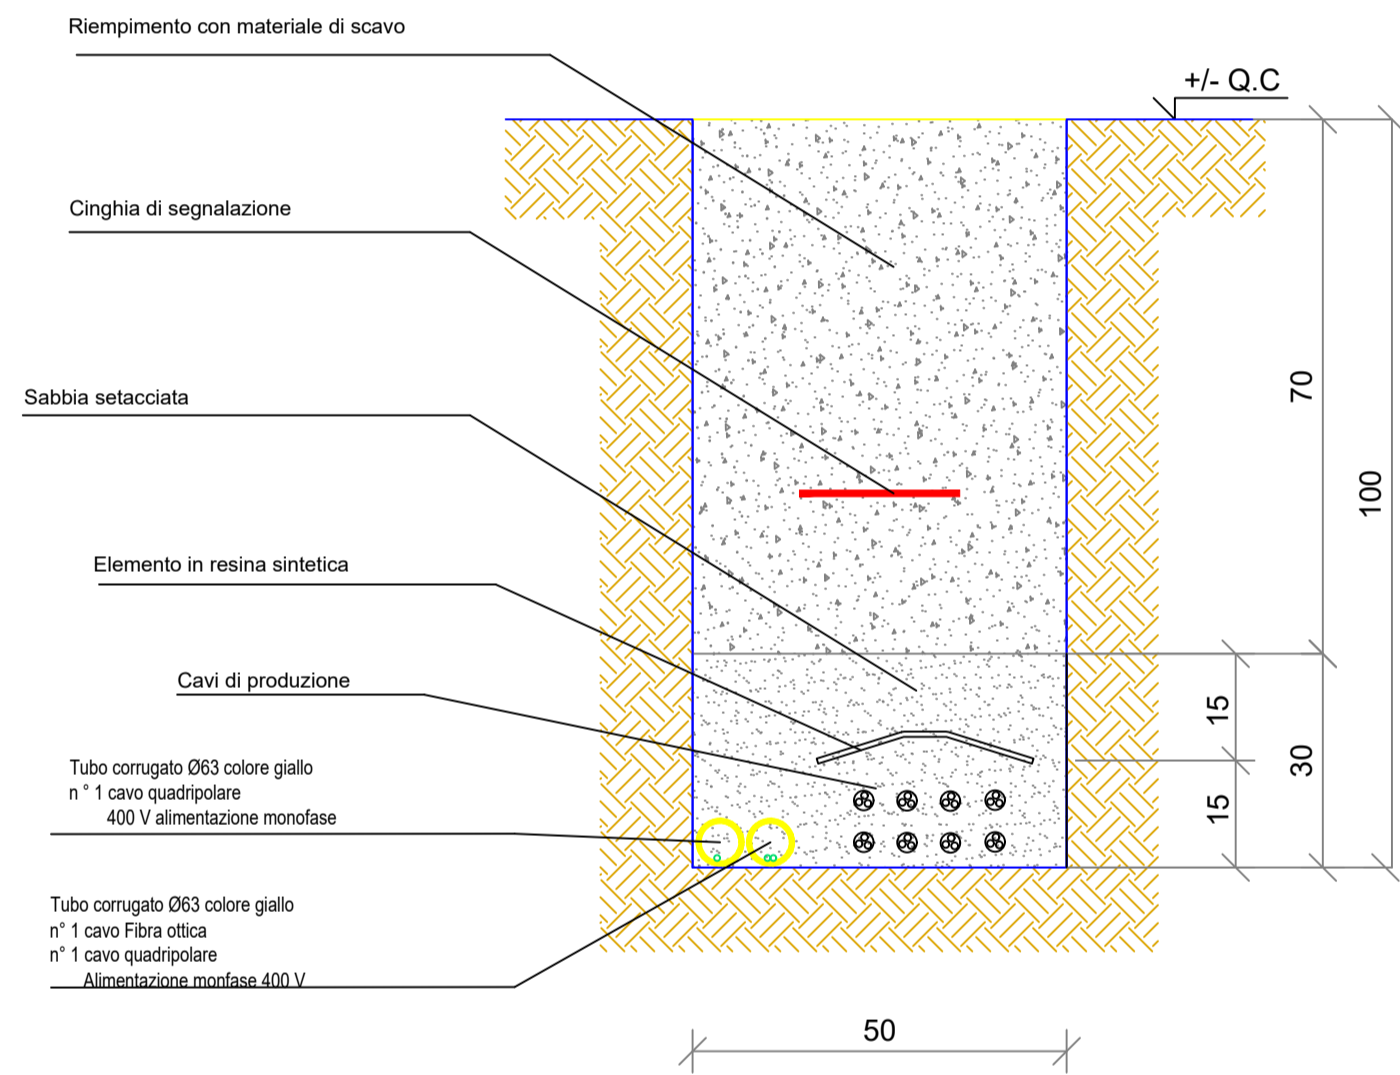 Riempimento con materiale di scavo
+/- Q.C
Cinghia di segnalazione
70
Sabbia setacciata
100
Elemento in resina sintetica
Cavi di produzione
15
30
15
Tubo corrugato Ø63 colore giallo
n ° 1 cavo quadripolare
400 V alimentazione monofase
Tubo corrugato Ø63 colore giallo
n° 1 cavo Fibra ottica
n° 1 cavo quadripolare
Alimentazione monfase 400 V
50